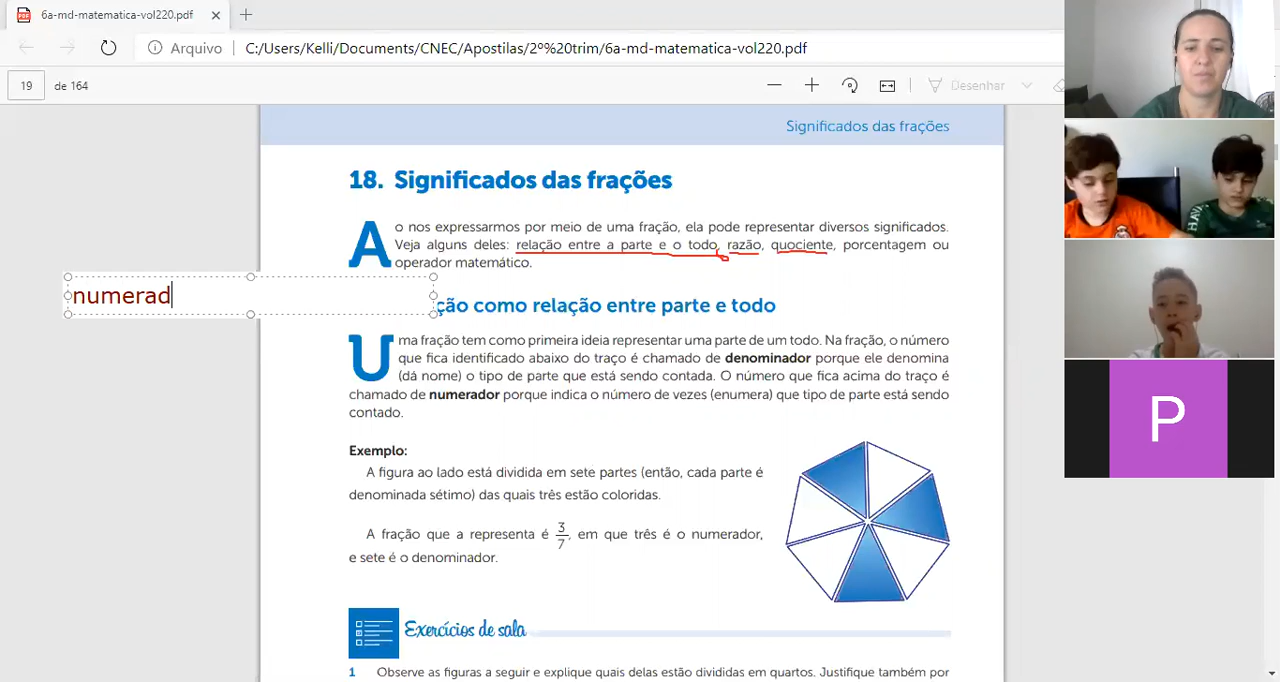 6a-md-matematica-vol220.pdf
Arquivo C:/Users/Kelli/Documents/CNEC/Apostilas/2º%20trim/6a-md-matematica-vol220.pdf
19 de 164
Desenhar
Significados das frações
18. Significados das frações
Ao nos expressarmos por meio de uma fração, ela pode representar diversos significados.
Veja alguns deles: relação entre a parte e o todo, razão, quociente, porcentagem ou
operador matemático.
numerad
ção como relação entre parte e todo
Uma fração tem como primeira ideia representar uma parte de um todo. Na fração, o número
que fica identificado abaixo do traço é chamado de denominador porque ele denomina
(dá nome) o tipo de parte que está sendo contada. O número que fica acima do traço é
chamado de numerador porque indica o número de vezes (enumera) que tipo de parte está sendo
contado.
Exemplo:
A figura ao lado está dividida em sete partes (então, cada parte é
denominada sétimo) das quais três estão coloridas.
A fração que a representa é 3/7, em que três é o numerador,
e sete é o denominador.
Exercícios de sala
1 Observe as figuras a seguir e explique quais delas estão divididas em quartos. Justifique também por
P